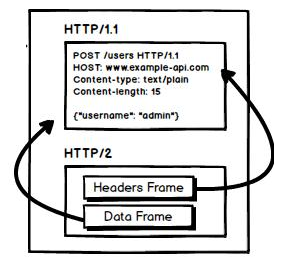 HTTP/1.1
POST /users HTTP/1.1
HOST: www.example-api.com
Content-type: text/plain
Content-length: 15
{"username": "admin"}
HTTP/2
Headers Frame
Data Frame